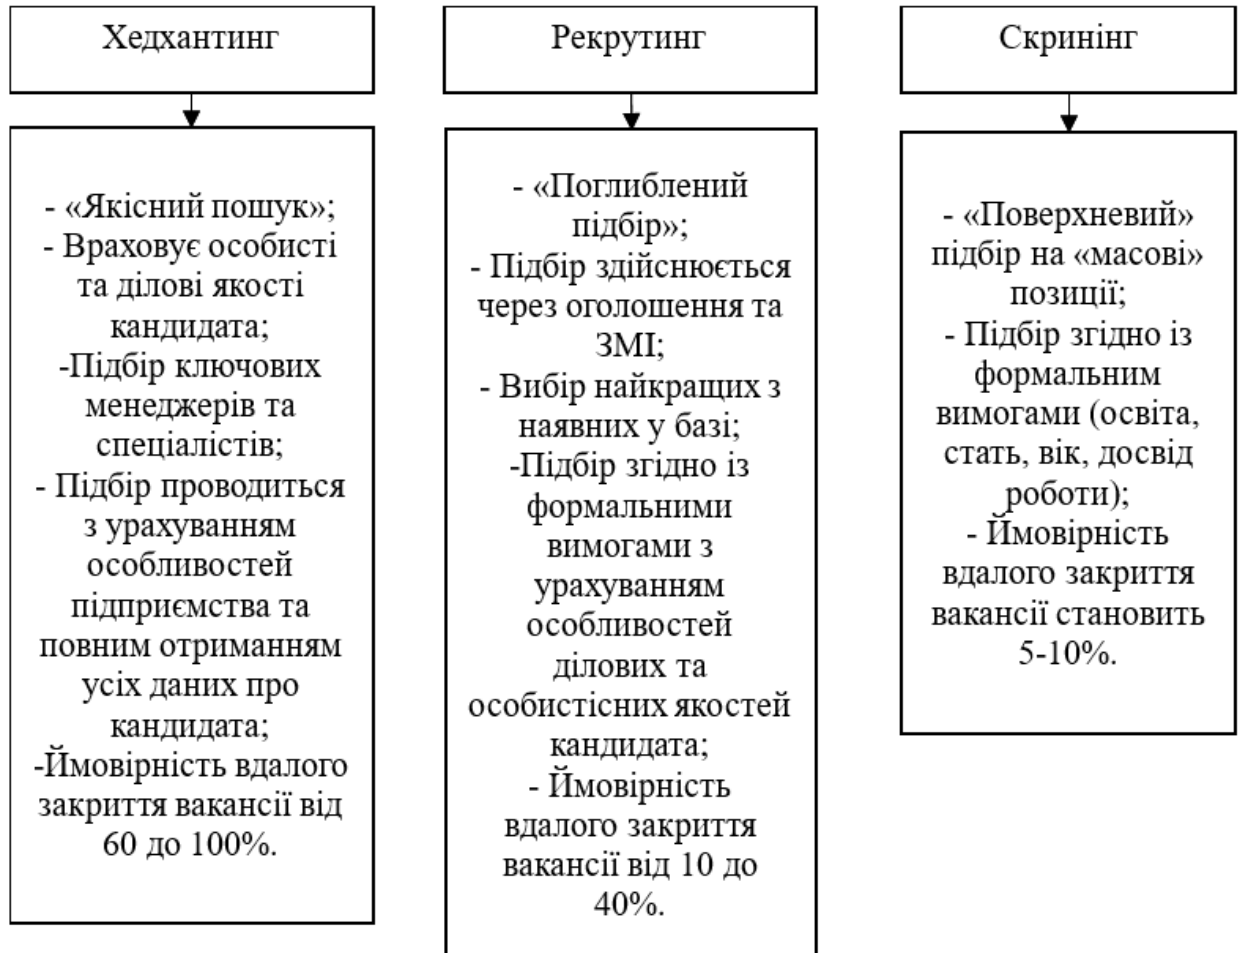 Хедхантинг
- «Якісний пошук»;
- Враховує особисті
та ділові якості
кандидата;
-Підбір ключових
менеджерів та
спеціалістів;
- Підбір проводиться
з урахуванням
особливостей
підприємства та
повним отриманням
усіх даних про
кандидата;
-Ймовірність вдалого
закриття вакансії від
60 до 100%.
Рекрутинг
- «Поглиблений
підбір»;
- Підбір здійснюється
через оголошення та
ЗМІ;
- Вибір найкращих з
наявних у базі;
-Підбір згідно із
формальними
вимогами з
урахуванням
особливостей
ділових та
особистісних якостей
кандидата;
- Ймовірність
вдалого закриття
вакансії від 10 до
40%.
Скринінг
- «Поверхневий»
підбір на «масові»
позиції;
- Підбір згідно із
формальним
вимогами (освіта,
стать, вік, досвід
роботи);
- Ймовірність
вдалого закриття
вакансії становить
5-10%.